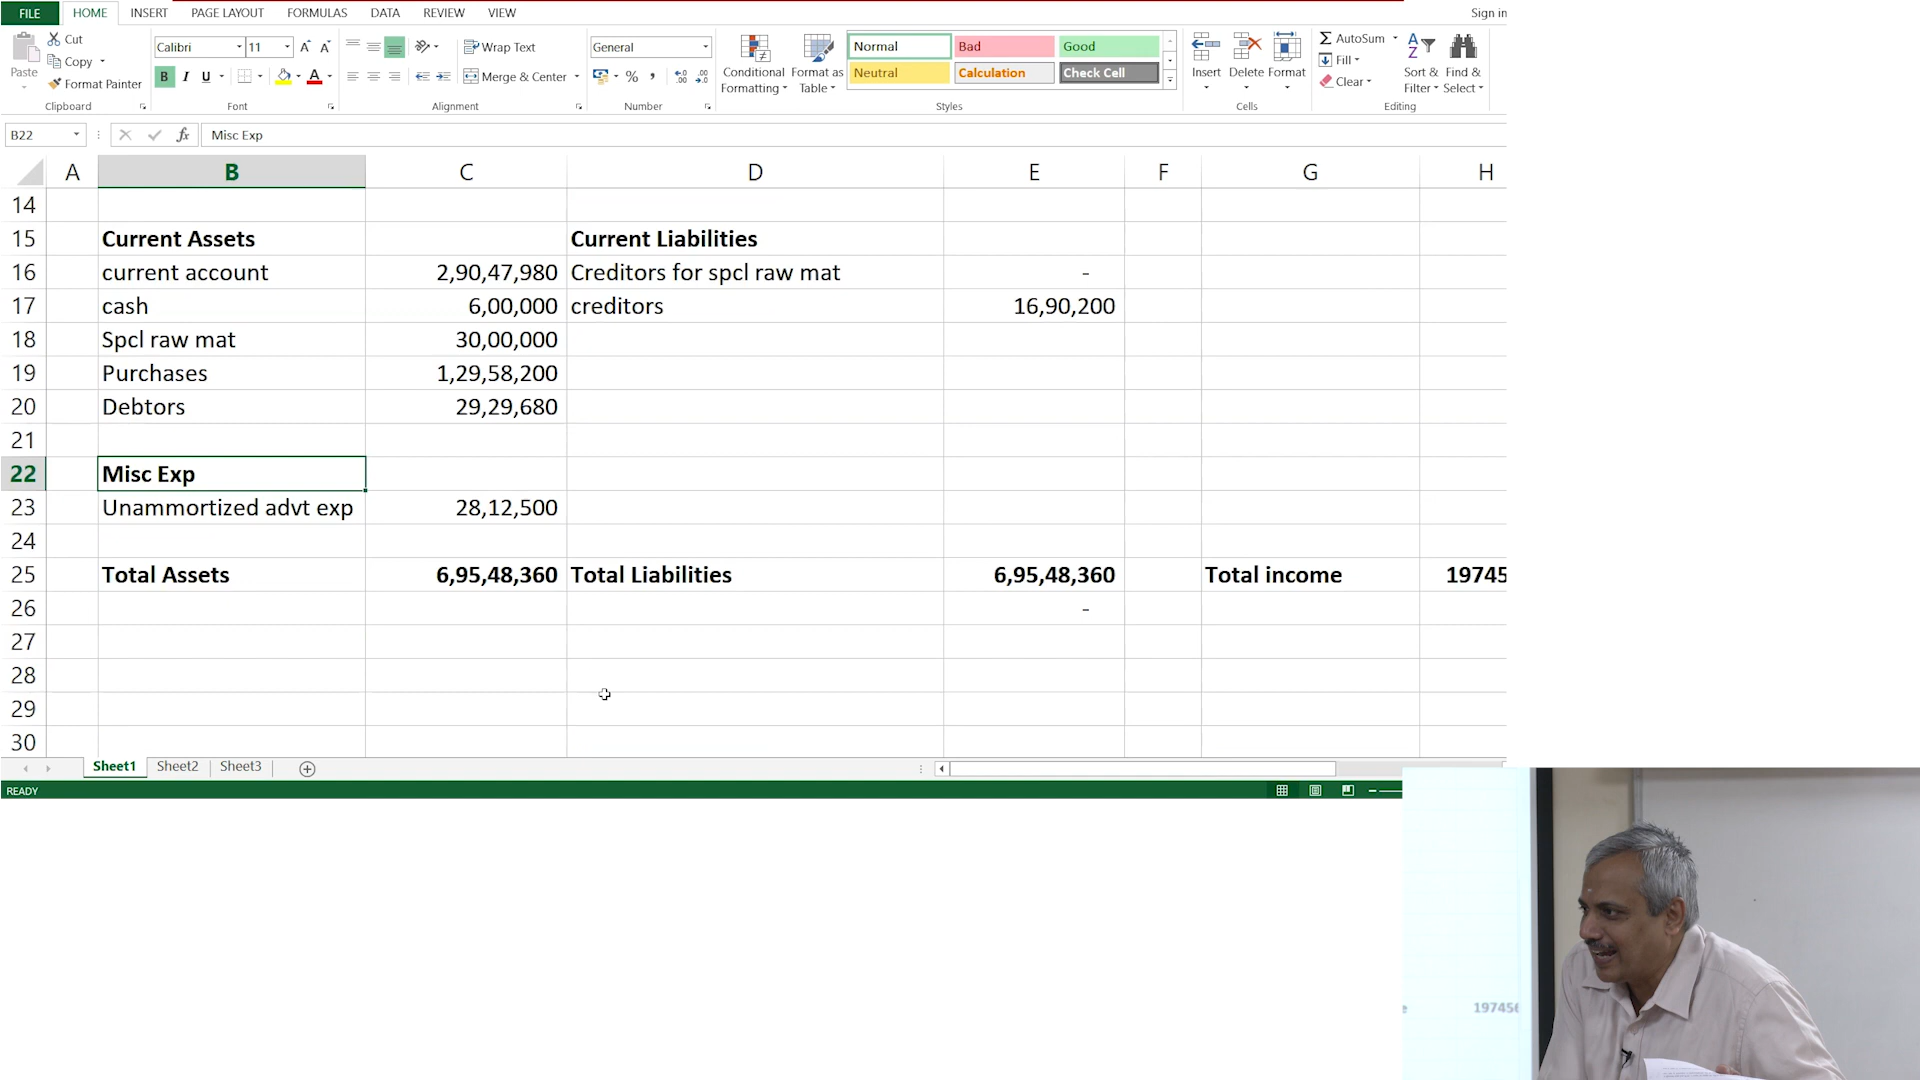 FILE HOME INSERT PAGE LAYOUT FORMULAS DATA REVIEW VIEW Sign in
Cut
Copy
Format Painter
Paste
Clipboard
Calibri 11
B I U
Font
Wrap Text
Merge & Center
Alignment
General
%
Number
Conditional Formatting
Format as Table
Normal Bad Good
Neutral Calculation Check Cell
Styles
Insert Delete Format
Cells
AutoSum
Fill
Clear
Sort & Filter
Find & Select
Editing
B22 fx Misc Exp
A B C D E F G H
14
15 Current Assets Current Liabilities
16 current account 2,90,47,980 Creditors for spcl raw mat -
17 cash 6,00,000 creditors 16,90,200
18 Spcl raw mat 30,00,000
19 Purchases 1,29,58,200
20 Debtors 29,29,680
21
22 Misc Exp
23 Unammortized advt exp 28,12,500
24
25 Total Assets 6,95,48,360 Total Liabilities 6,95,48,360 Total income 19745
26 -
27
28
29
30
Sheet1 Sheet2 Sheet3
READY
e 197456